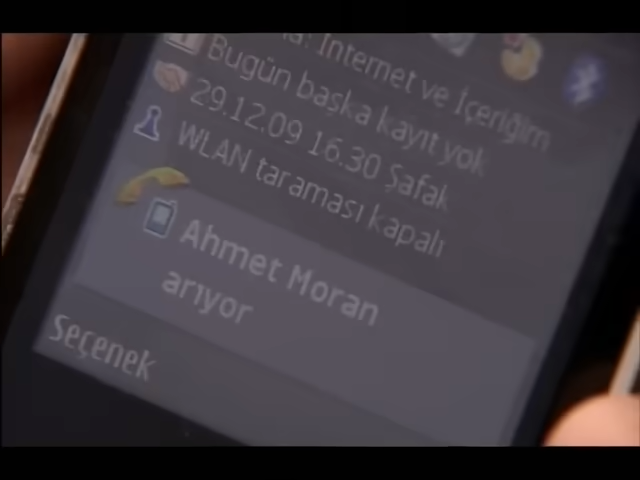 İnternet ve İçeriğim
Bugün başka kayıt yok
29.12.09 16.30 Şafak
WLAN taraması kapalı
Ahmet Moran
arıyor
Seçenek